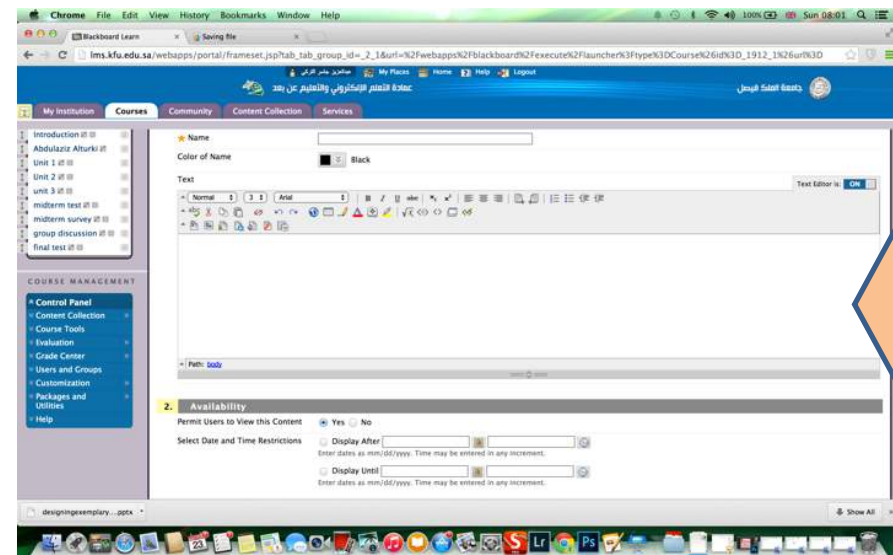 Chrome File Edit View History Bookmarks Window Help 100% Sun 08:01
Blackboard Learn Saving file
lms.kfu.edu.sa/webapps/portal/frameset.jsp?tab_tab_group_id=_2_1&url=%2Fwebapps%2Fblackboard%2Fexecute%2Flauncher%3Ftype%3DCourse%26id%3D_1912_1%26url%3D
My Places Home Help Logout
عمادة التعلم الإلكتروني والتعليم عن بعد
جامعة الملك فيصل
My Institution Courses Community Content Collection Services
Introduction
Abdulaziz Alturki
Unit 1
Unit 2
unit 3
midterm test
midterm survey
group discussion
final test
COURSE MANAGEMENT
Control Panel
Content Collection
Course Tools
Evaluation
Grade Center
Users and Groups
Customization
Packages and
Utilities
Help
Name
Color of Name Black
Text
Text Editor is: ON
Normal 3 Arial
Path: body
2. Availability
Permit Users to View this Content Yes No
Select Date and Time Restrictions Display After
Enter dates as mm/dd/yyyy. Time may be entered in any increment.
Display Until
Enter dates as mm/dd/yyyy. Time may be entered in any increment.
designingexemplary....pptx Show All